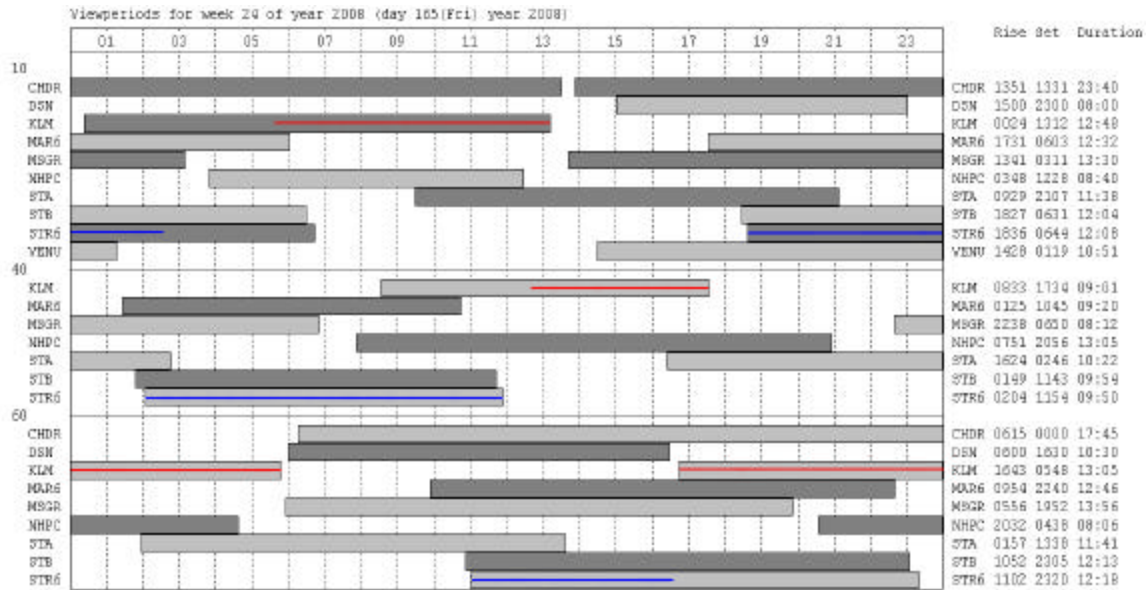 Viewperiods for week 24 of year 2008 (day 165(Fri) year 2008)
01 03 05 07 09 11 13 15 17 19 21 23 Rise Set Duration
10
CHDR CHDR 1351 1331 23:40
DSN DSN 1500 2300 08:00
KLM KLM 0024 1312 12:48
MAR6 MAR6 1731 0603 12:32
MSGR MSGR 1341 0311 13:30
NHPC NHPC 0348 1228 08:40
STA STA 0929 2107 11:38
STB STB 1827 0631 12:04
STR6 STR6 1836 0644 12:08
VENU VENU 1428 0119 10:51
40
KLM KLM 0833 1734 09:01
MAR6 MAR6 0125 1045 09:20
MSGR MSGR 2238 0650 08:12
NHPC NHPC 0751 2056 13:05
STA STA 1624 0246 10:22
STB STB 0149 1143 09:54
STR6 STR6 0204 1154 09:50
60
CHDR CHDR 0615 0000 17:45
DSN DSN 0600 1630 10:30
KLM KLM 1643 0548 13:05
MAR6 MAR6 0954 2240 12:46
MSGR MSGR 0556 1952 13:56
NHPC NHPC 2032 0438 08:06
STA STA 0157 1338 11:41
STB STB 1052 2305 12:13
STR6 STR6 1102 2320 12:18